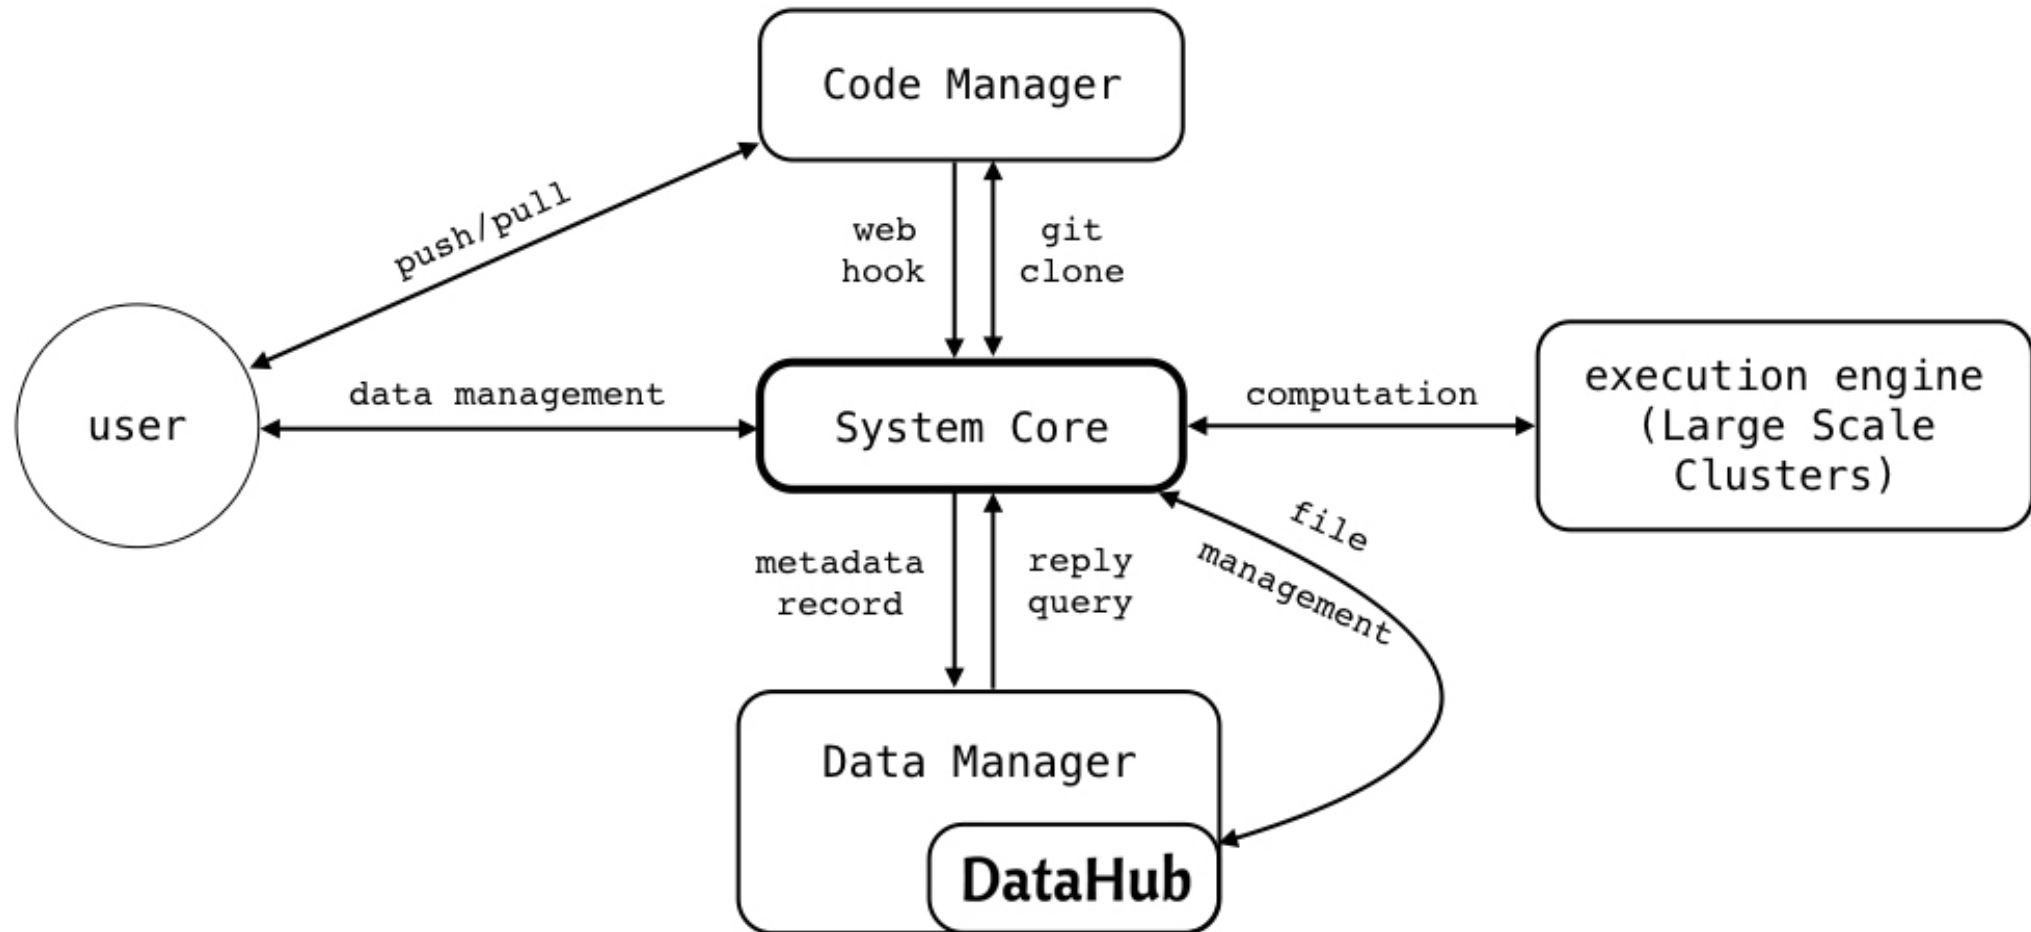 Code Manager
push/pull
web
hook
git
clone
user
data management
System Core
computation
execution engine
(Large Scale
Clusters)
metadata
record
reply
query
file
management
Data Manager
DataHub